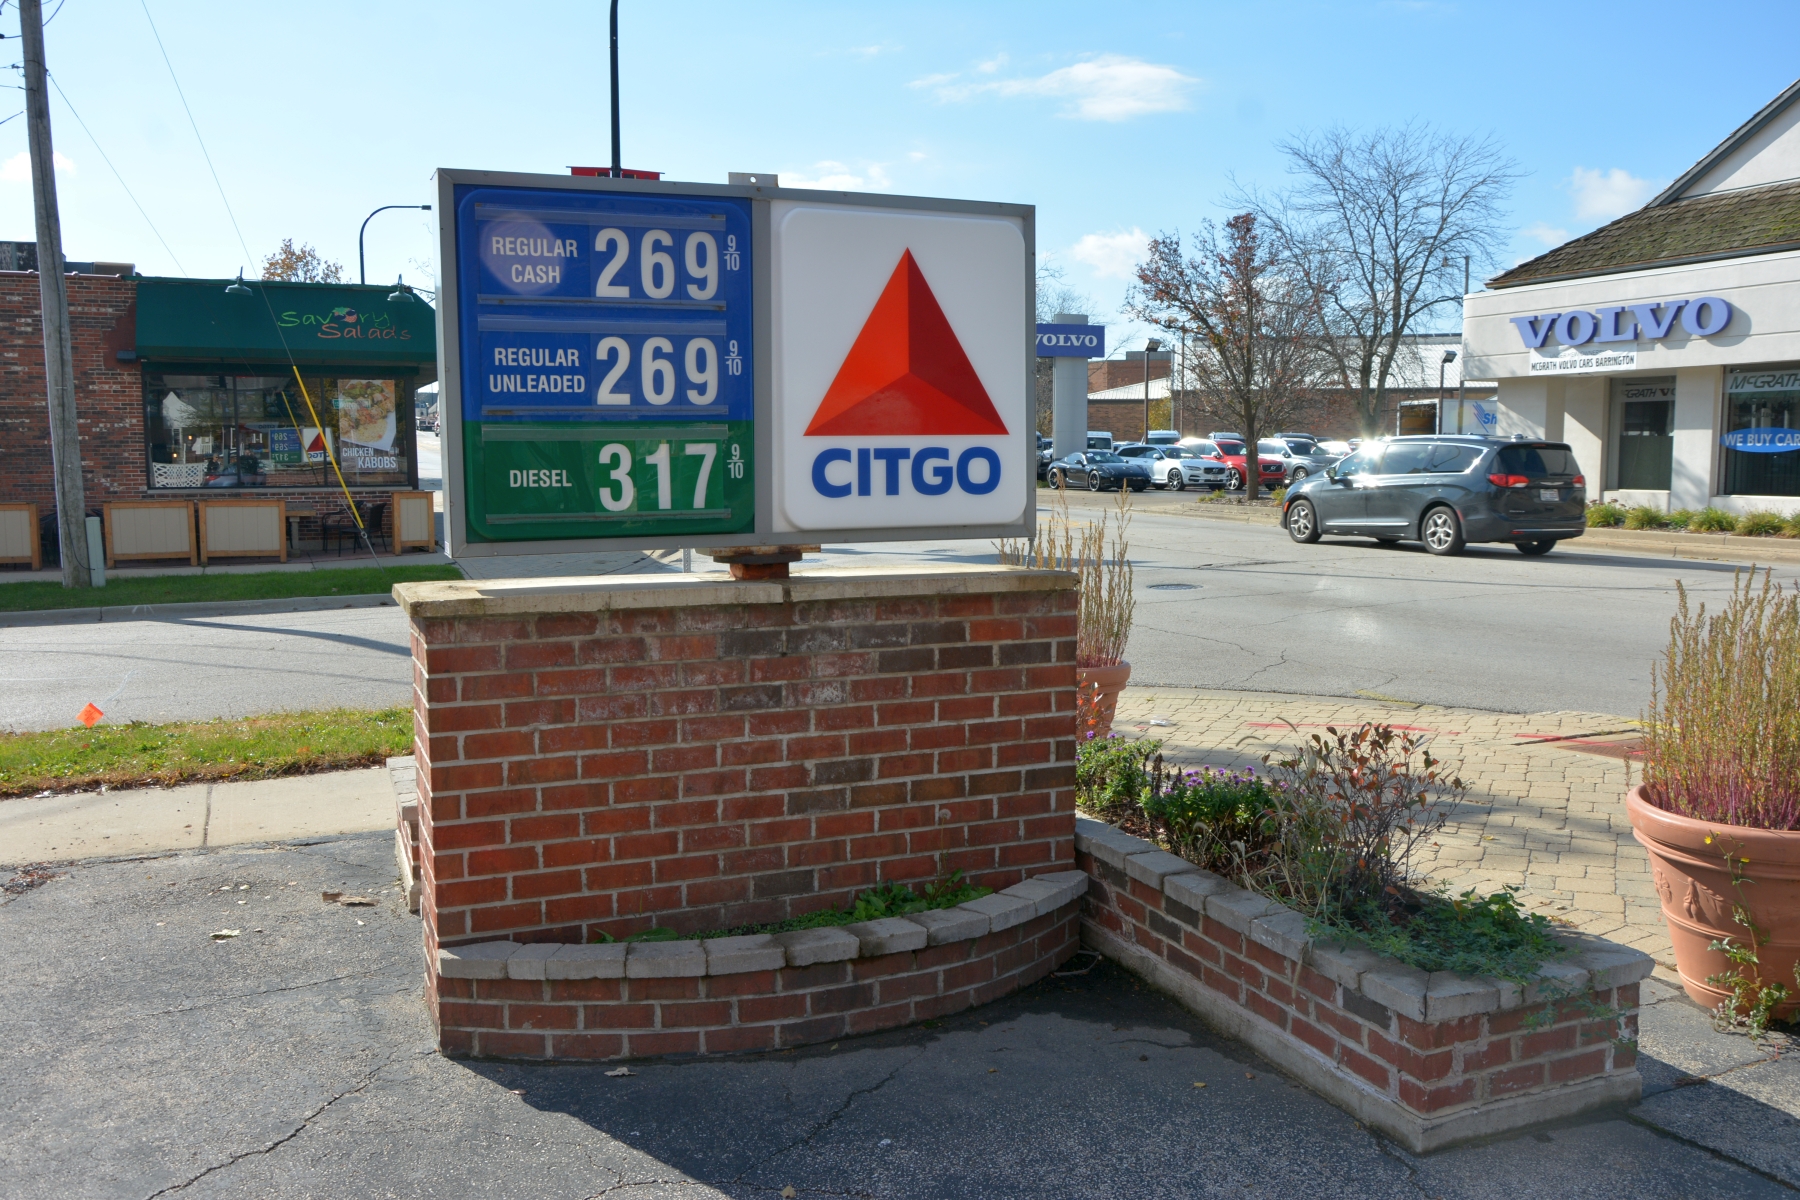 REGULAR
CASH
269 9/10
REGULAR
UNLEADED
269 9/10
DIESEL
317 9/10
CITGO
Savory
Salads
CHICKEN
KABOBS
VOLVO
VOLVO
MCGRATH VOLVO CARS BARRINGTON
MCGRATH
WE BUY CAR